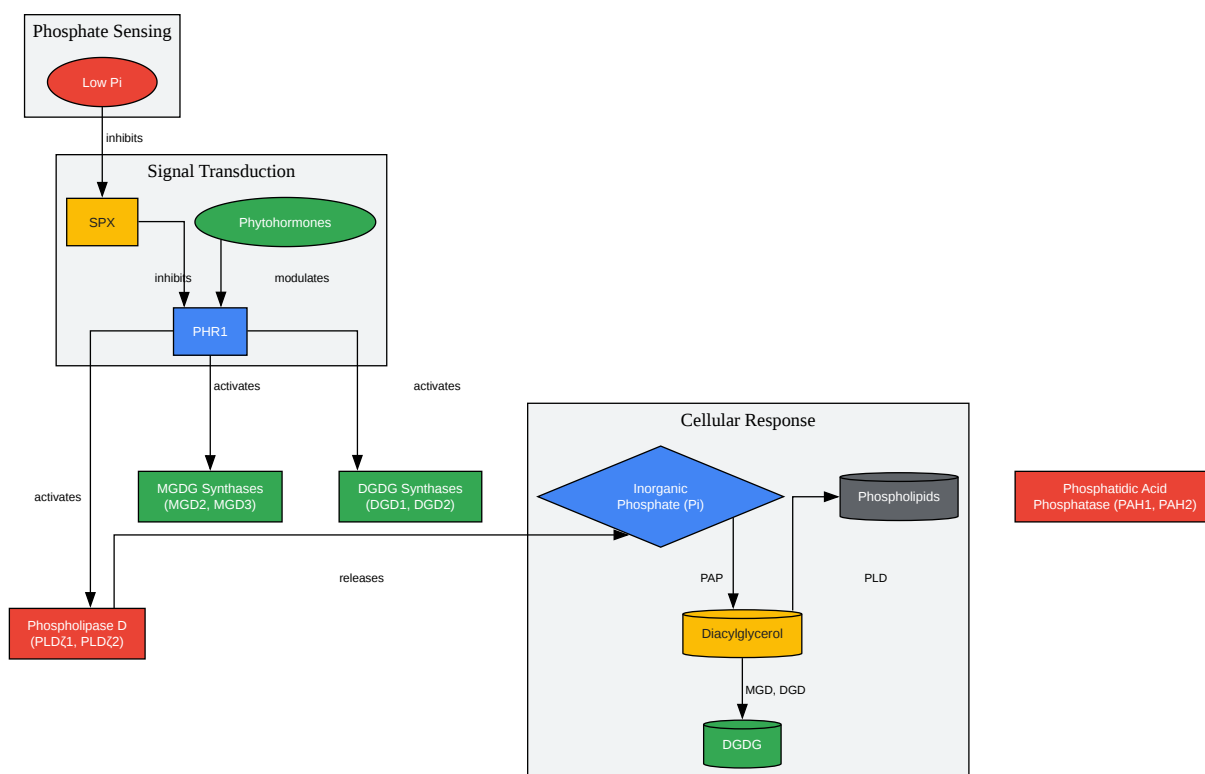 Phosphate Sensing
Low Pi
inhibits
Signal Transduction
SPX
Phytohormones
inhibits
modulates
PHR1
activates
activates
Cellular Response
MGDG Synthases
(MGD2, MGD3)
DGDG Synthases
(DGD1, DGD2)
Inorganic
Phosphate (Pi)
Phospholipids
Phosphatidic Acid
Phosphatase (PAH1, PAH2)
activates
releases
PAP
PLD
Phospholipase D
(PLDζ1, PLDζ2)
Diacylglycerol
MGD, DGD
DGDG